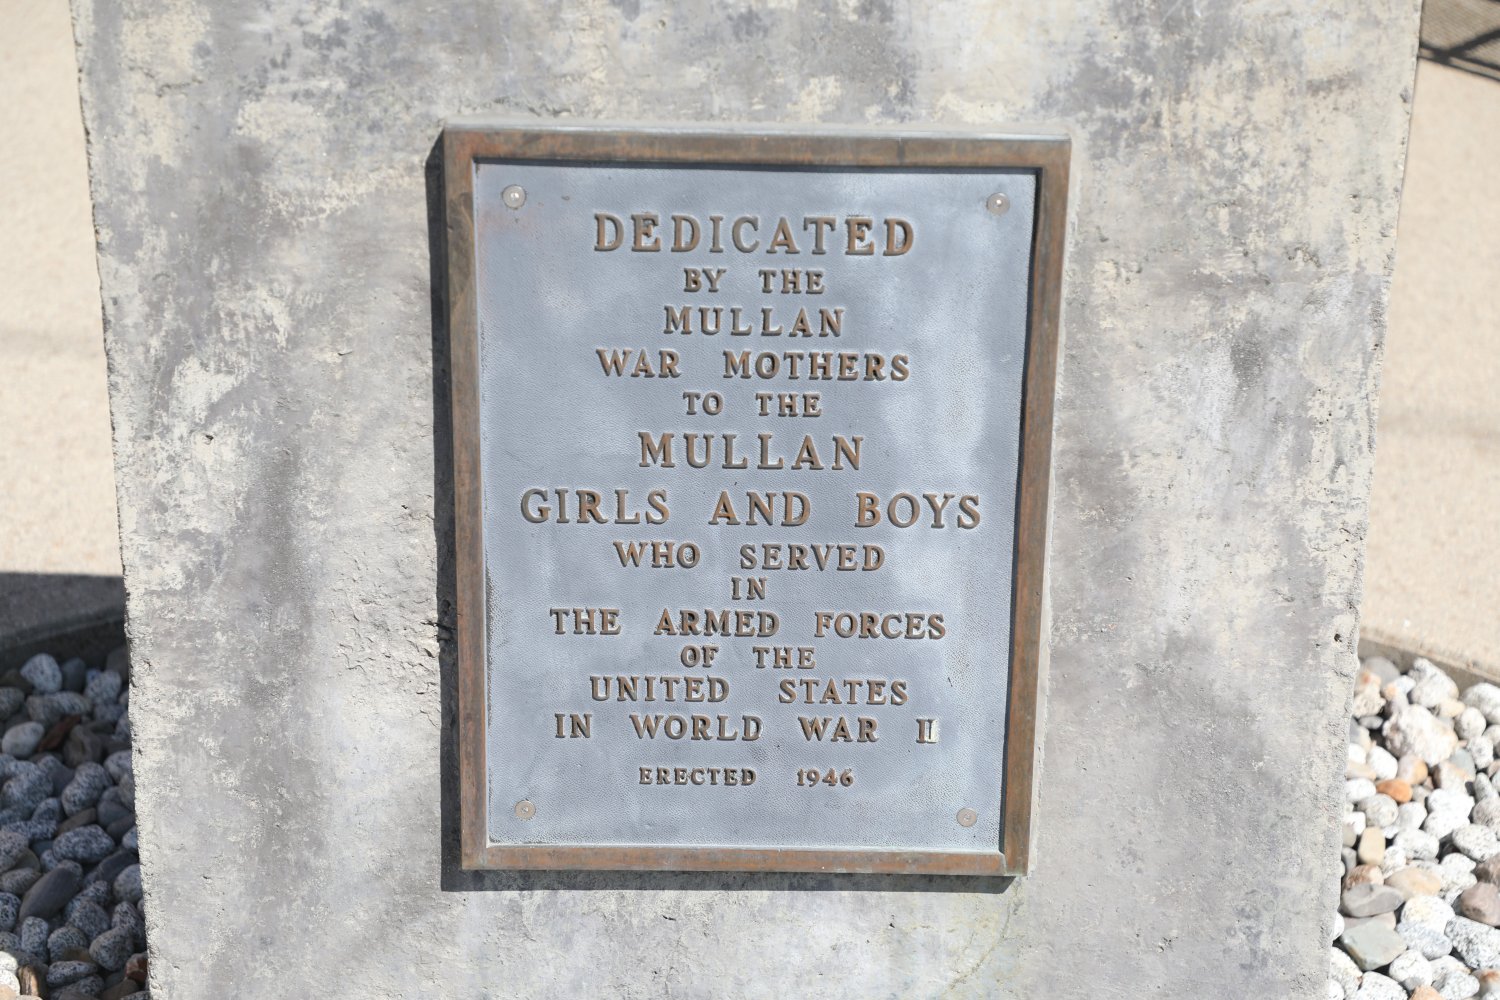 DEDICATED
BY THE
MULLAN
WAR MOTHERS
TO THE
MULLAN
GIRLS AND BOYS
WHO SERVED
IN
THE ARMED FORCES
OF THE
UNITED STATES
IN WORLD WAR II
ERECTED 1946